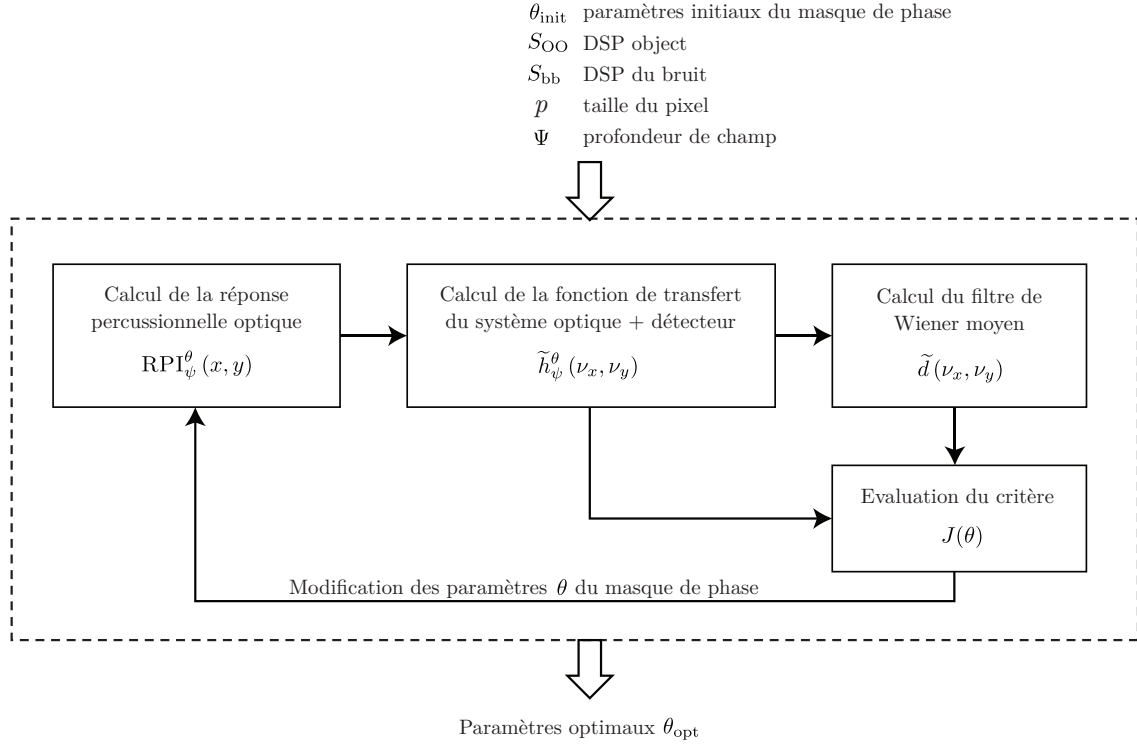 θ_init paramètres initiaux du masque de phase
S_OO DSP object
S_bb DSP du bruit
p taille du pixel
Ψ profondeur de champ
Calcul de la réponse
percussionnelle optique
RPI_ψ^θ (x, y)
Calcul de la fonction de transfert
du système optique + détecteur
h̃_ψ^θ (ν_x, ν_y)
Calcul du filtre de
Wiener moyen
d̃ (ν_x, ν_y)
Evaluation du critère
J(θ)
Modification des paramètres θ du masque de phase
Paramètres optimaux θ_opt